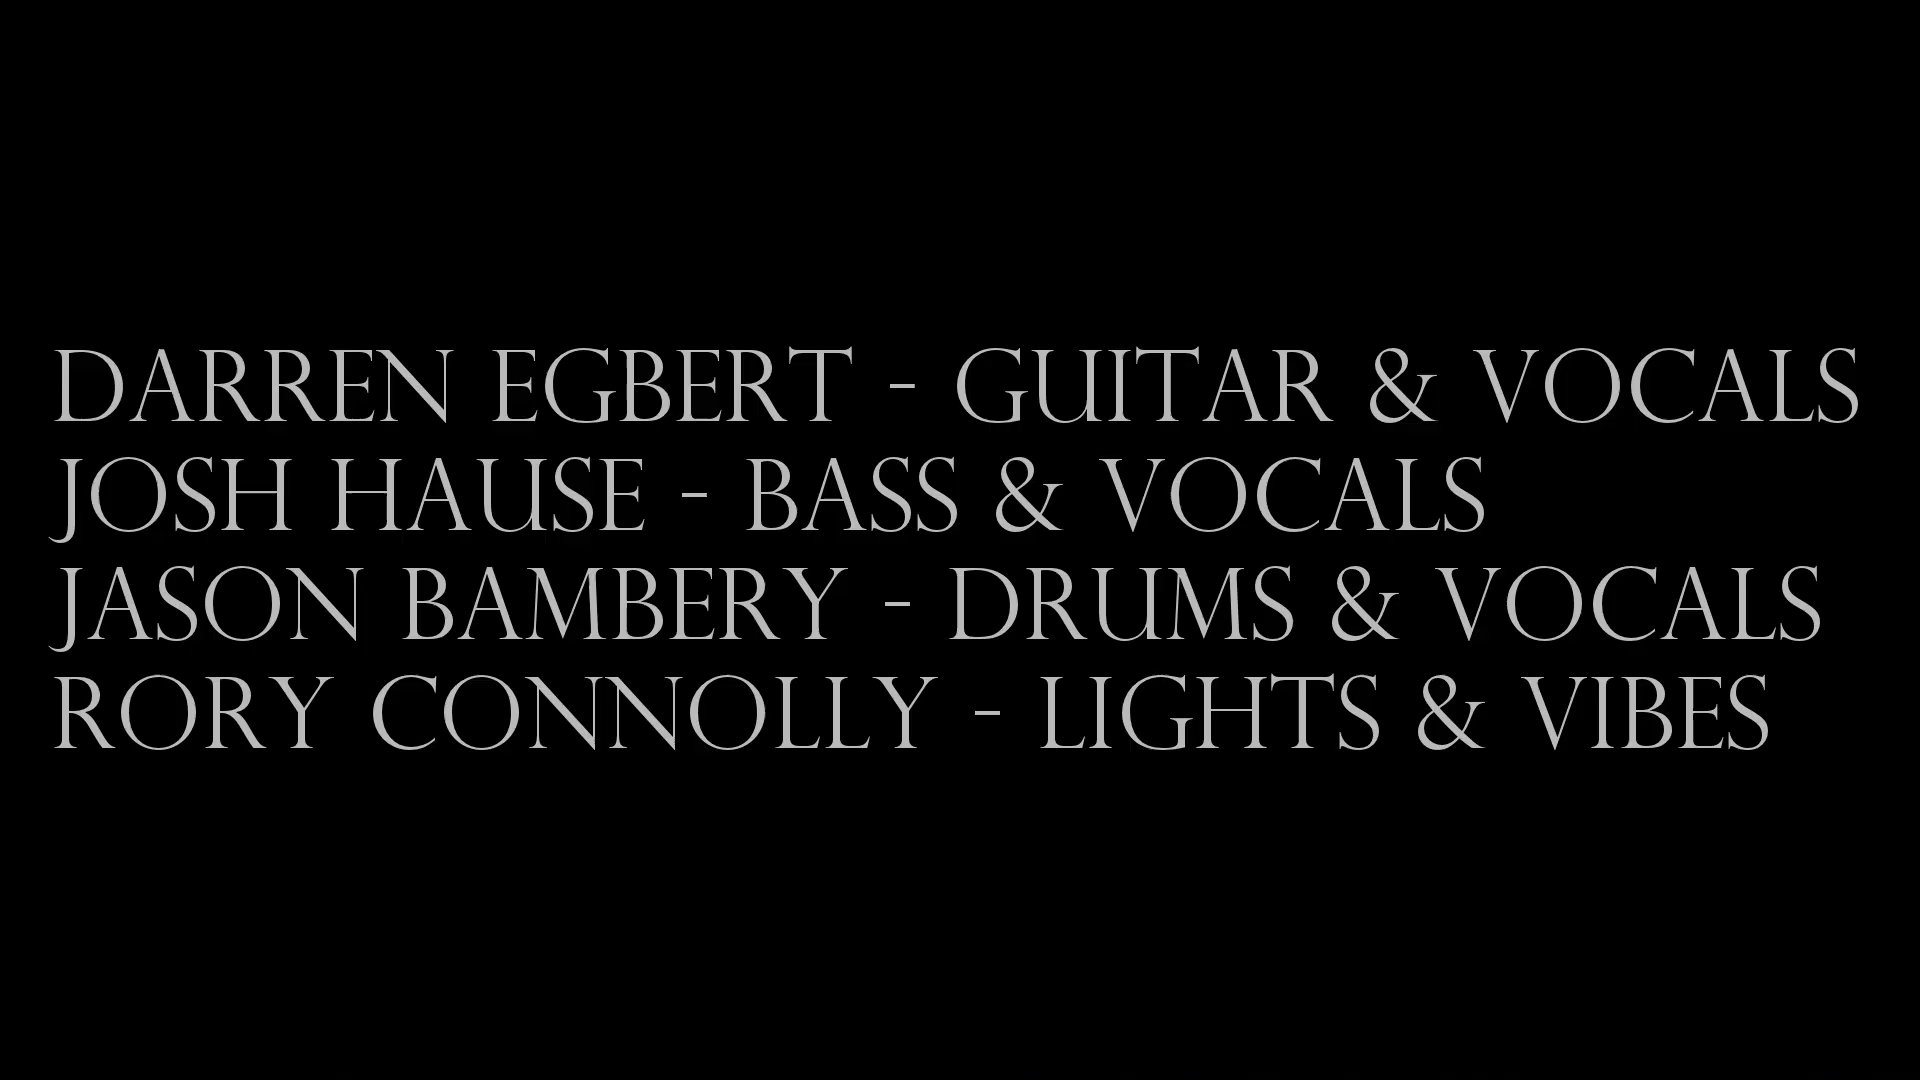 DARREN EGBERT - GUITAR & VOCALS
JOSH HAUSE - BASS & VOCALS
JASON BAMBERY - DRUMS & VOCALS
RORY CONNOLLY - LIGHTS & VIBES